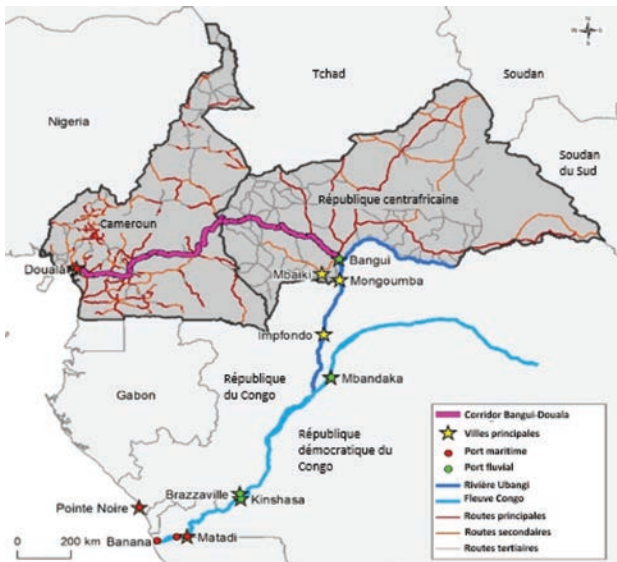 Tchad
Soudan
Nigeria
Soudan
du Sud
République centrafricaine
Cameroun
Douala
Bangui
Mbaïki
Mongoumba
Impfondo
République
du Congo
Mbandaka
Gabon
République
démocratique du
Congo
Brazzaville
Kinshasa
Pointe Noire
Banana
Matadi
0 200 km
Corridor Bangui-Douala
Villes principales
Port maritime
Port fluvial
Rivière Ubangi
Fleuve Congo
Routes principales
Routes secondaires
Routes tertiaires